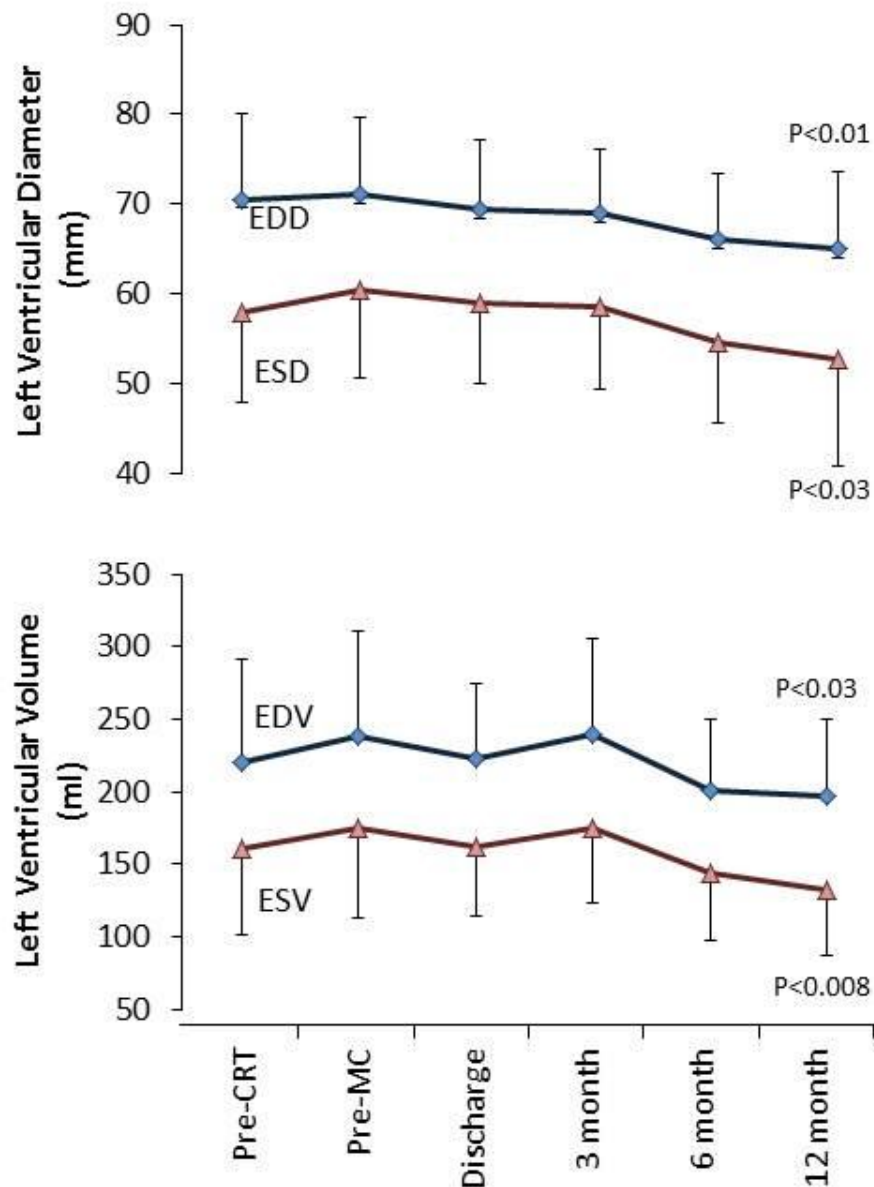 Left Ventricular Diameter
(mm)
90
80
70
60
50
40
EDD
ESD
P<0.01
P<0.03
Left Ventricular Volume
(ml)
350
300
250
200
150
100
50
EDV
ESV
P<0.03
P<0.008
Pre-CRT
Pre-MC
Discharge
3 month
6 month
12 month